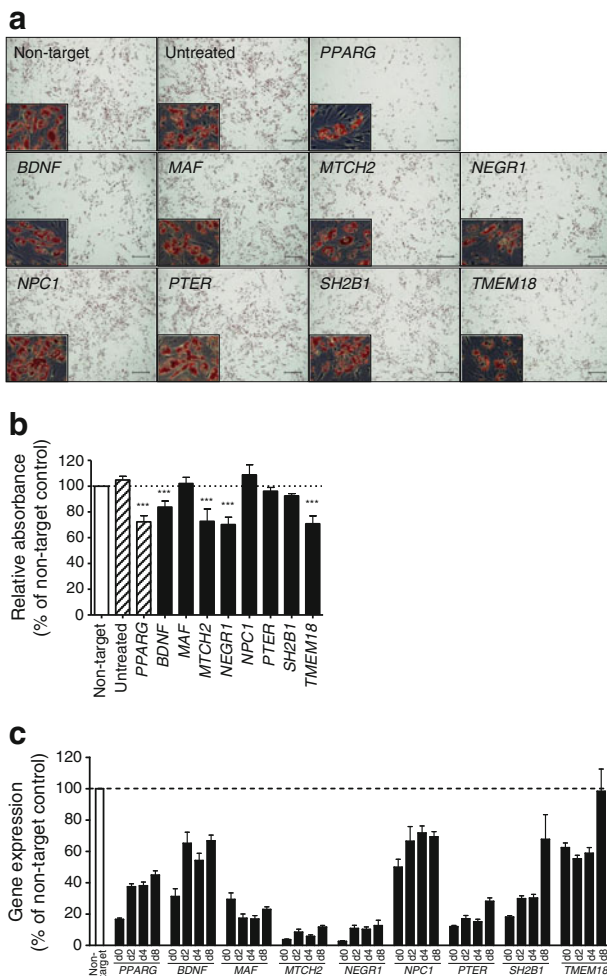 a
Non-target Untreated PPARG
BDNF MAF MTCH2 NEGR1
NPC1 PTER SH2B1 TMEM18
b
Relative absorbance
(% of non-target control)
120
100
80
60
40
20
0
*** *** *** *** ***
Non-target Untreated PPARG BDNF MAF MTCH2 NEGR1 NPC1 PTER SH2B1 TMEM18
c
Gene expression
(% of non-target control)
120
100
80
60
40
20
0
Non-
target
d0 d2 d4 d8 d0 d2 d4 d8 d0 d2 d4 d8 d0 d2 d4 d8 d0 d2 d4 d8 d0 d2 d4 d8 d0 d2 d4 d8 d0 d2 d4 d8 d0 d2 d4 d8
PPARG BDNF MAF MTCH2 NEGR1 NPC1 PTER SH2B1 TMEM18